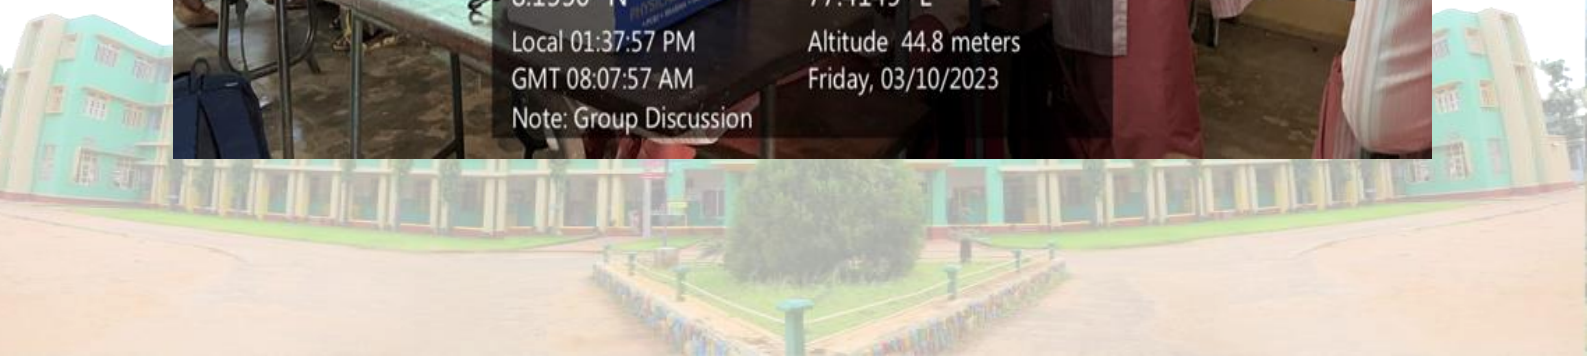 Local 01:37:57 PM
Altitude 44.8 meters
GMT 08:07:57 AM
Friday, 03/10/2023
Note: Group Discussion